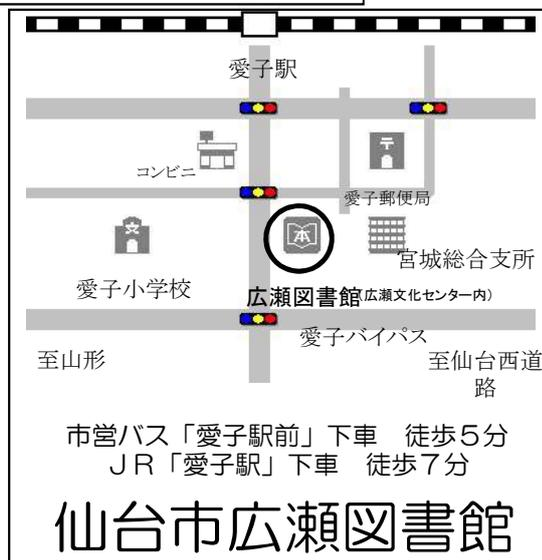 愛子駅
コンビニ
〒
愛子郵便局
文
本
宮城総合支所
愛子小学校
広瀬図書館(広瀬文化センター内)
愛子バイパス
至山形
至仙台西道
路
市営バス「愛子駅前」下車　徒歩5分
ＪＲ「愛子駅」下車　徒歩7分
仙台市広瀬図書館